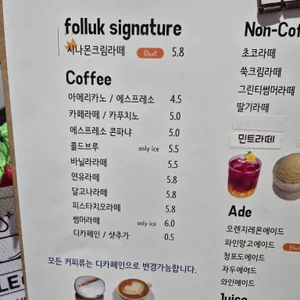 folluk signature
시나몬크림라떼 Best 5.8
Coffee
아메리카노 / 에스프레소 4.5
카페라떼 / 카푸치노 5.0
에스프레소 콘파냐 5.0
콜드브루 only ice 5.5
바닐라라떼 5.5
연유라떼 5.8
달고나라떼 5.8
피스타치오라떼 5.8
썸머라떼 only ice 6.0
디카페인 / 샷추가 0.5
모든 커피류는 디카페인으로 변경가능합니다.
Non-Cof
초코라떼
쑥크림라떼
그린티썸머라떼
딸기라떼
민트라떼
Ade
오렌지레몬에이드
파인망고에이드
청포도에이드
자두에이드
와인에이드
Juice